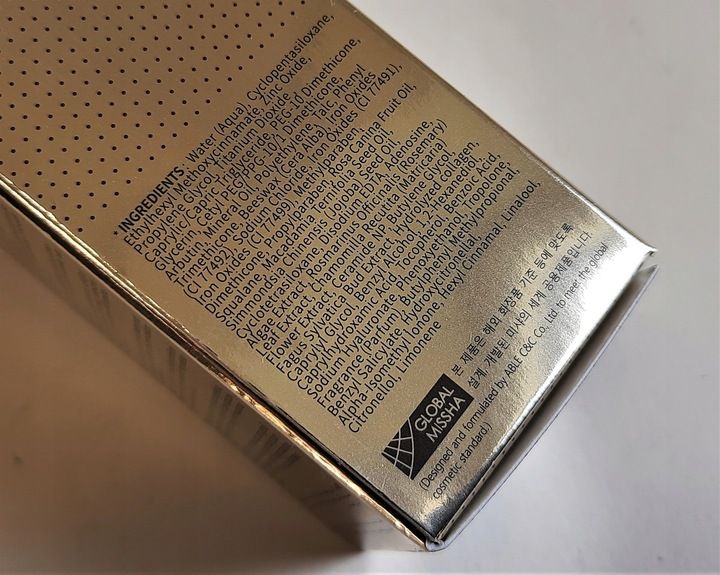 INGREDIENTS: Water (Aqua), Cyclopentasiloxane,
Ethylhexyl Methoxycinnamate, Zinc Oxide,
Propylene Glycol, Titanium Dioxide,
Caprylic/Capric Triglyceride, PEG-10 Dimethicone,
Glycerin, Cetyl PEG/PPG-10/1 Dimethicone,
Arbutin, Mineral Oil, Polyethylene, Talc, Phenyl
Trimethicone, Beeswax (Cera Alba), Iron Oxides
Sodium Chloride, Iron Oxides (CI 77491),
Iron Oxides Methylparaben,
Dimethicone, Propylparaben, Rosa Canina Fruit Oil,
Squalane, Macadamia Ternifolia Seed Oil,
Simmondsia Chinensis (Jojoba) Seed Oil,
Cyclotetrasiloxane, Disodium EDTA, Adenosine,
Algae Extract, Rosmarinus Officinalis (Rosemary)
Leaf Extract, Chamomilla Recutita (Matricaria)
Flower Extract, Ceramide NP, Hydrolyzed Collagen,
Fagus Sylvatica Bud Extract, Butylene Glycol,
Caprylyl Glycol, Benzyl Alcohol, 1,2-Hexanediol,
Caprylhydroxamic Acid, Tocopherol, Benzoic Acid,
Sodium Hyaluronate, Phenoxyethanol, Tropolone,
Fragrance (Parfum), Butylphenyl Methylpropional,
Benzyl Salicylate, Hydroxycitronellal,
Alpha-Isomethyl Ionone, Hexyl Cinnamal, Linalool,
Citronellol, Limonene
GLOBAL
MISSHA
본 제품은 해외 화장품 기준 등에 맞도록
설계, 개발된 미샤의 세계 공용제품입니다.
(Designed and formulated by ABLE C&C Co., Ltd. to meet the global
cosmetic standard.)